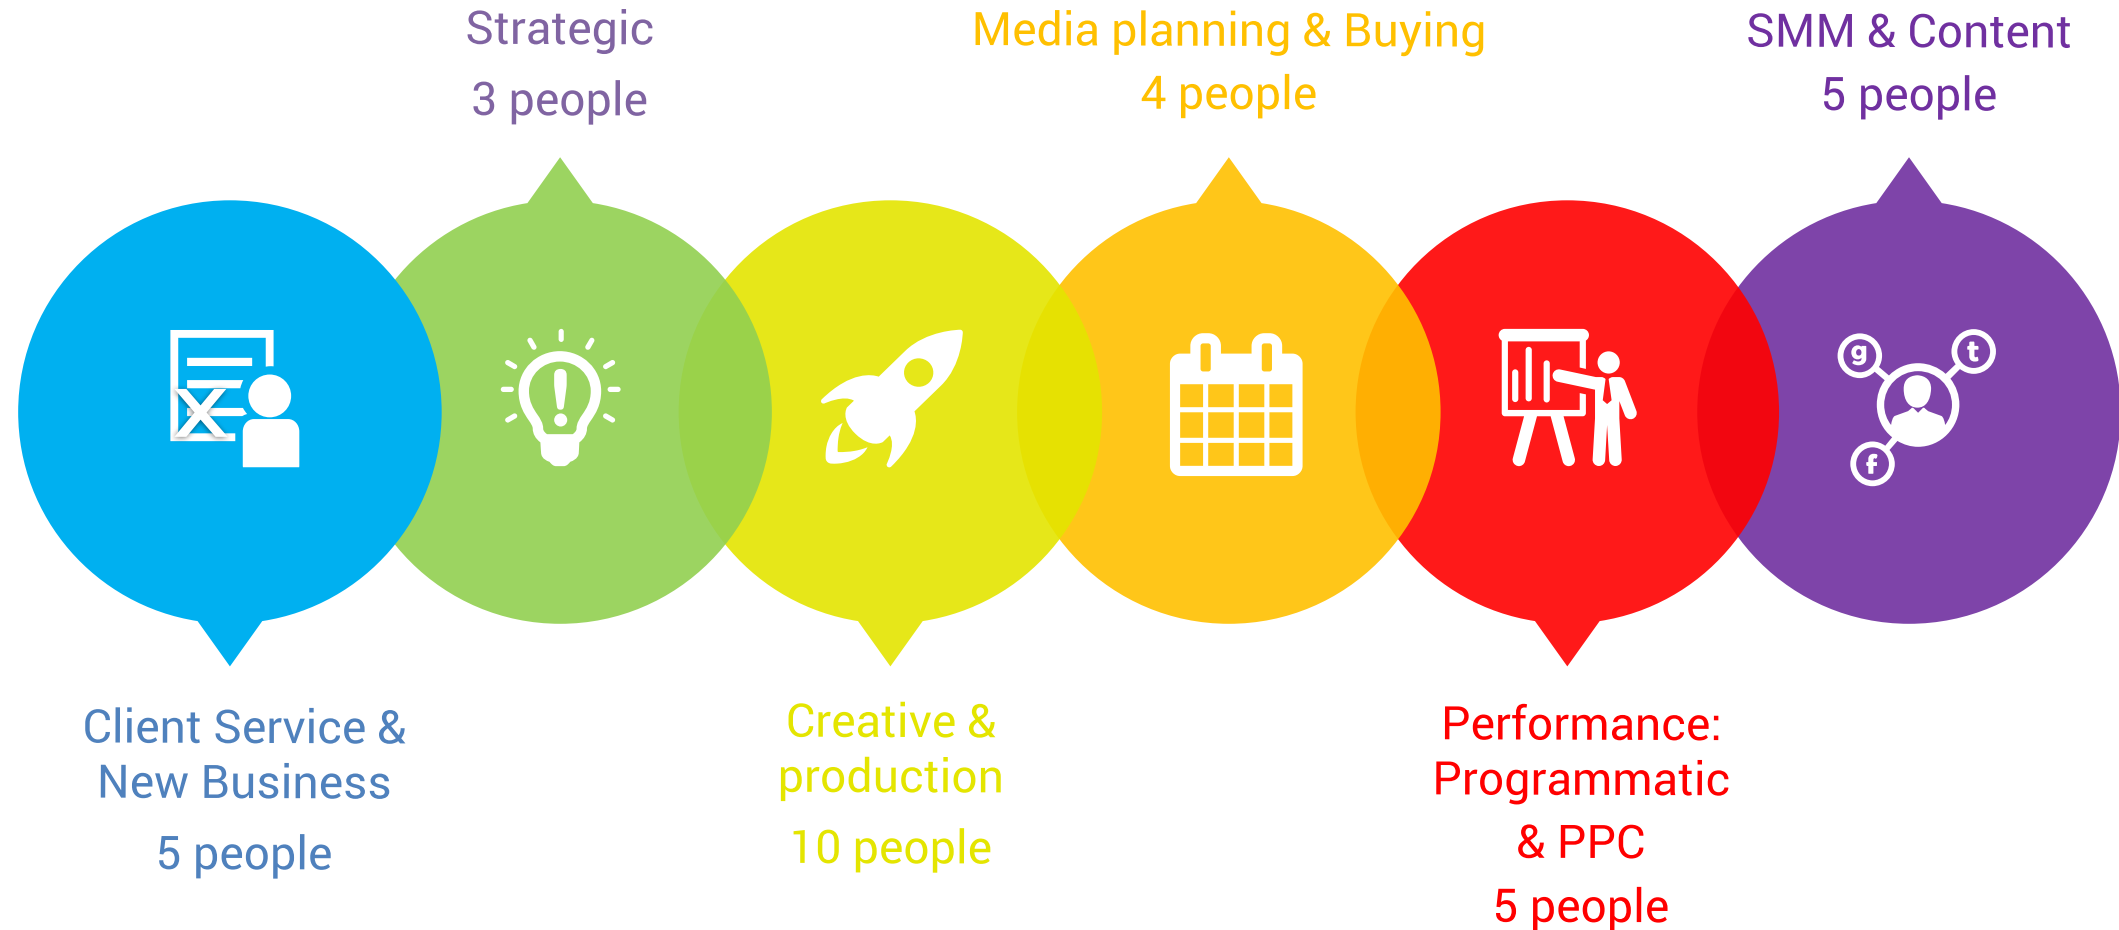 Strategic
3 people
Media planning & Buying
4 people
SMM & Content
5 people
X
g
t
f
Client Service &
New Business
5 people
Creative &
production
10 people
Performance:
Programmatic
& PPC
5 people